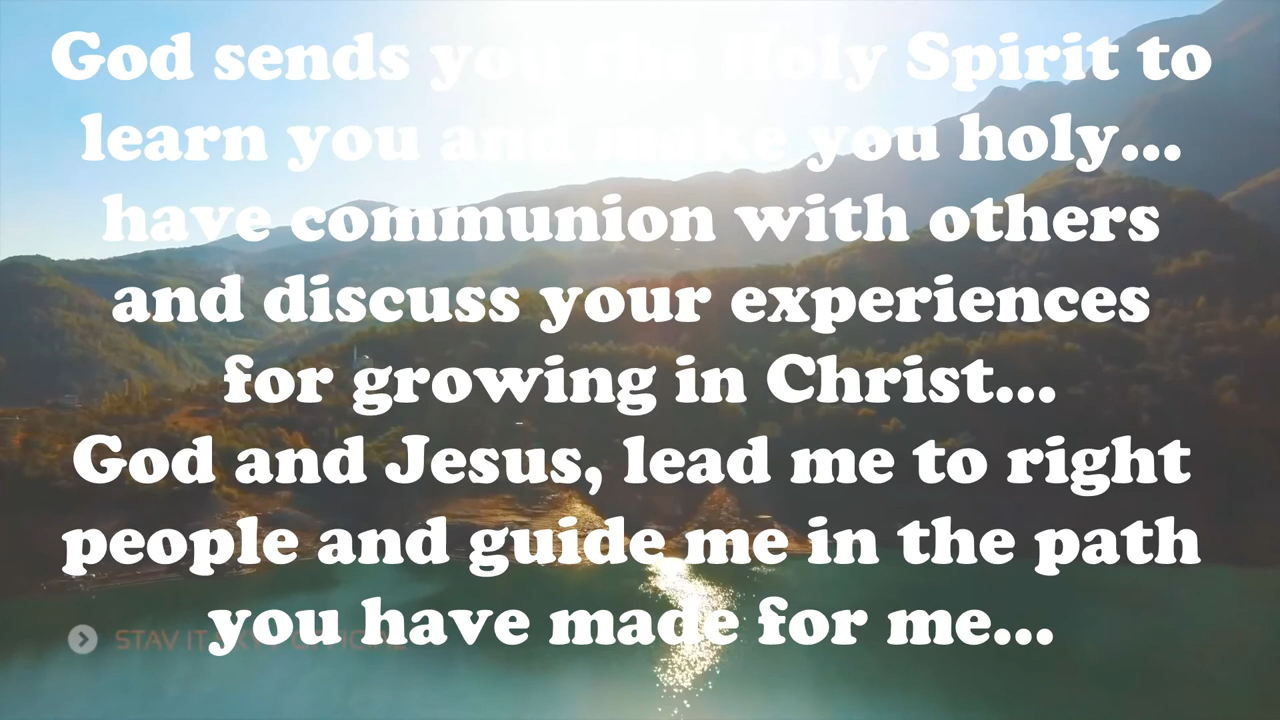 God sends you the Holy Spirit to
learn you and make you holy...
have communion with others
and discuss your experiences
for growing in Christ...
God and Jesus, lead me to right
people and guide me in the path
you have made for me...
STAV IT